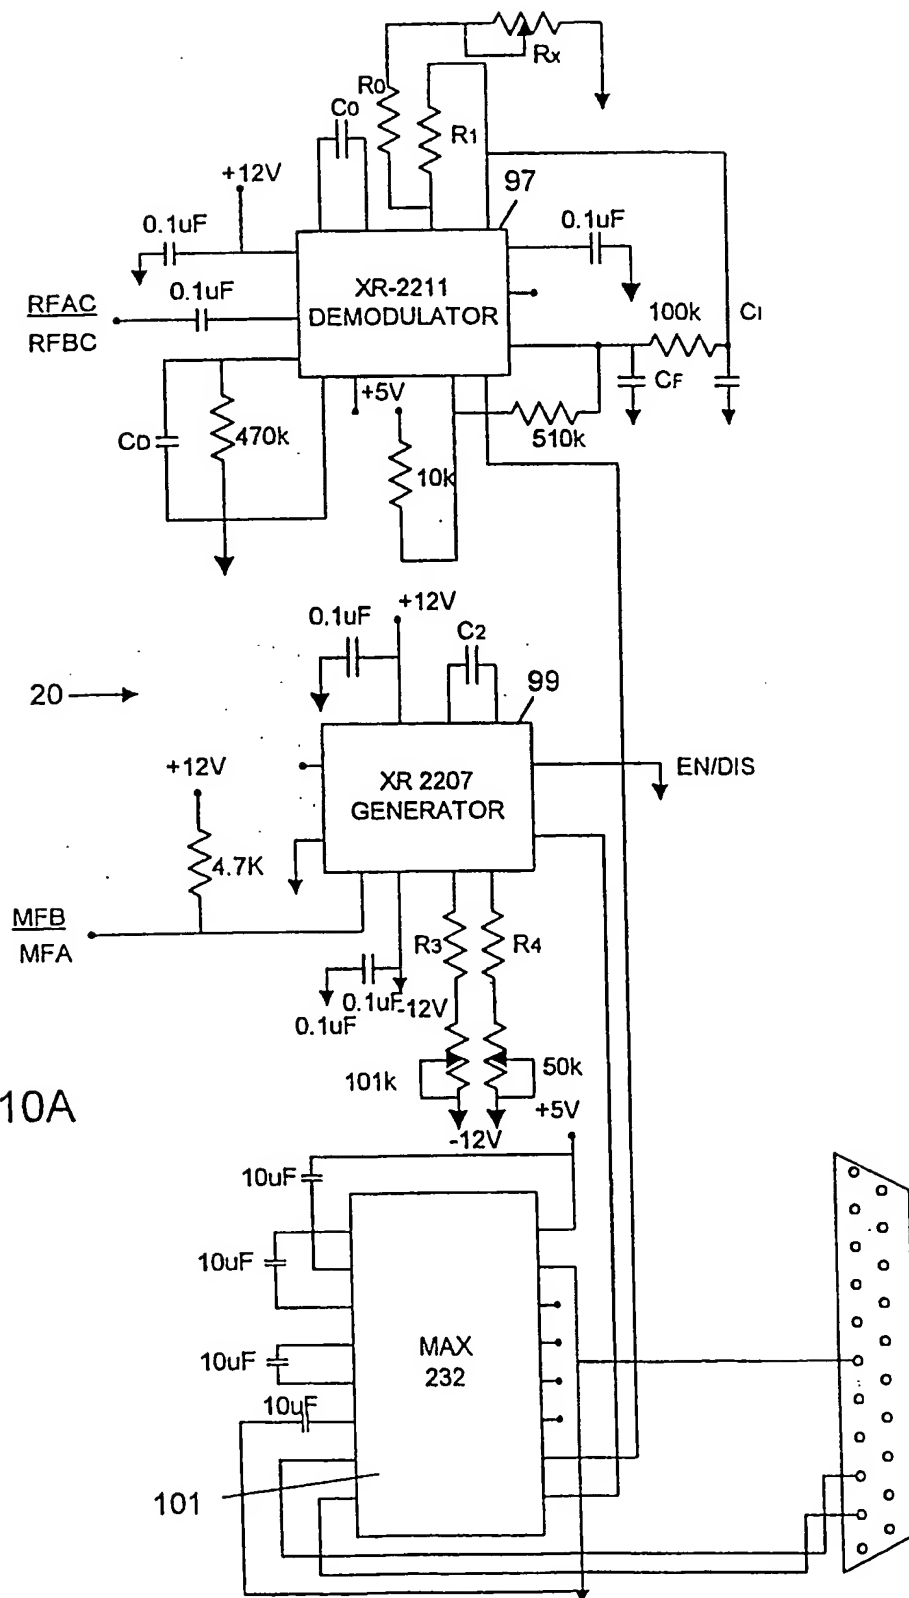 Rx
R0
C0
R1
+12V
97
0.1uF
0.1uF
XR-2211
DEMODULATOR
RFAC
RFBC
0.1uF
100k
C1
CF
+5V
CD
470k
510k
10k
+12V
0.1uF
C2
20
99
+12V
XR 2207
GENERATOR
EN/DIS
4.7K
MFB
MFA
R3
R4
0.1uF
-12V
0.1uF
101k
50k
10A
-12V
+5V
10uF
10uF
MAX
232
10uF
10uF
101